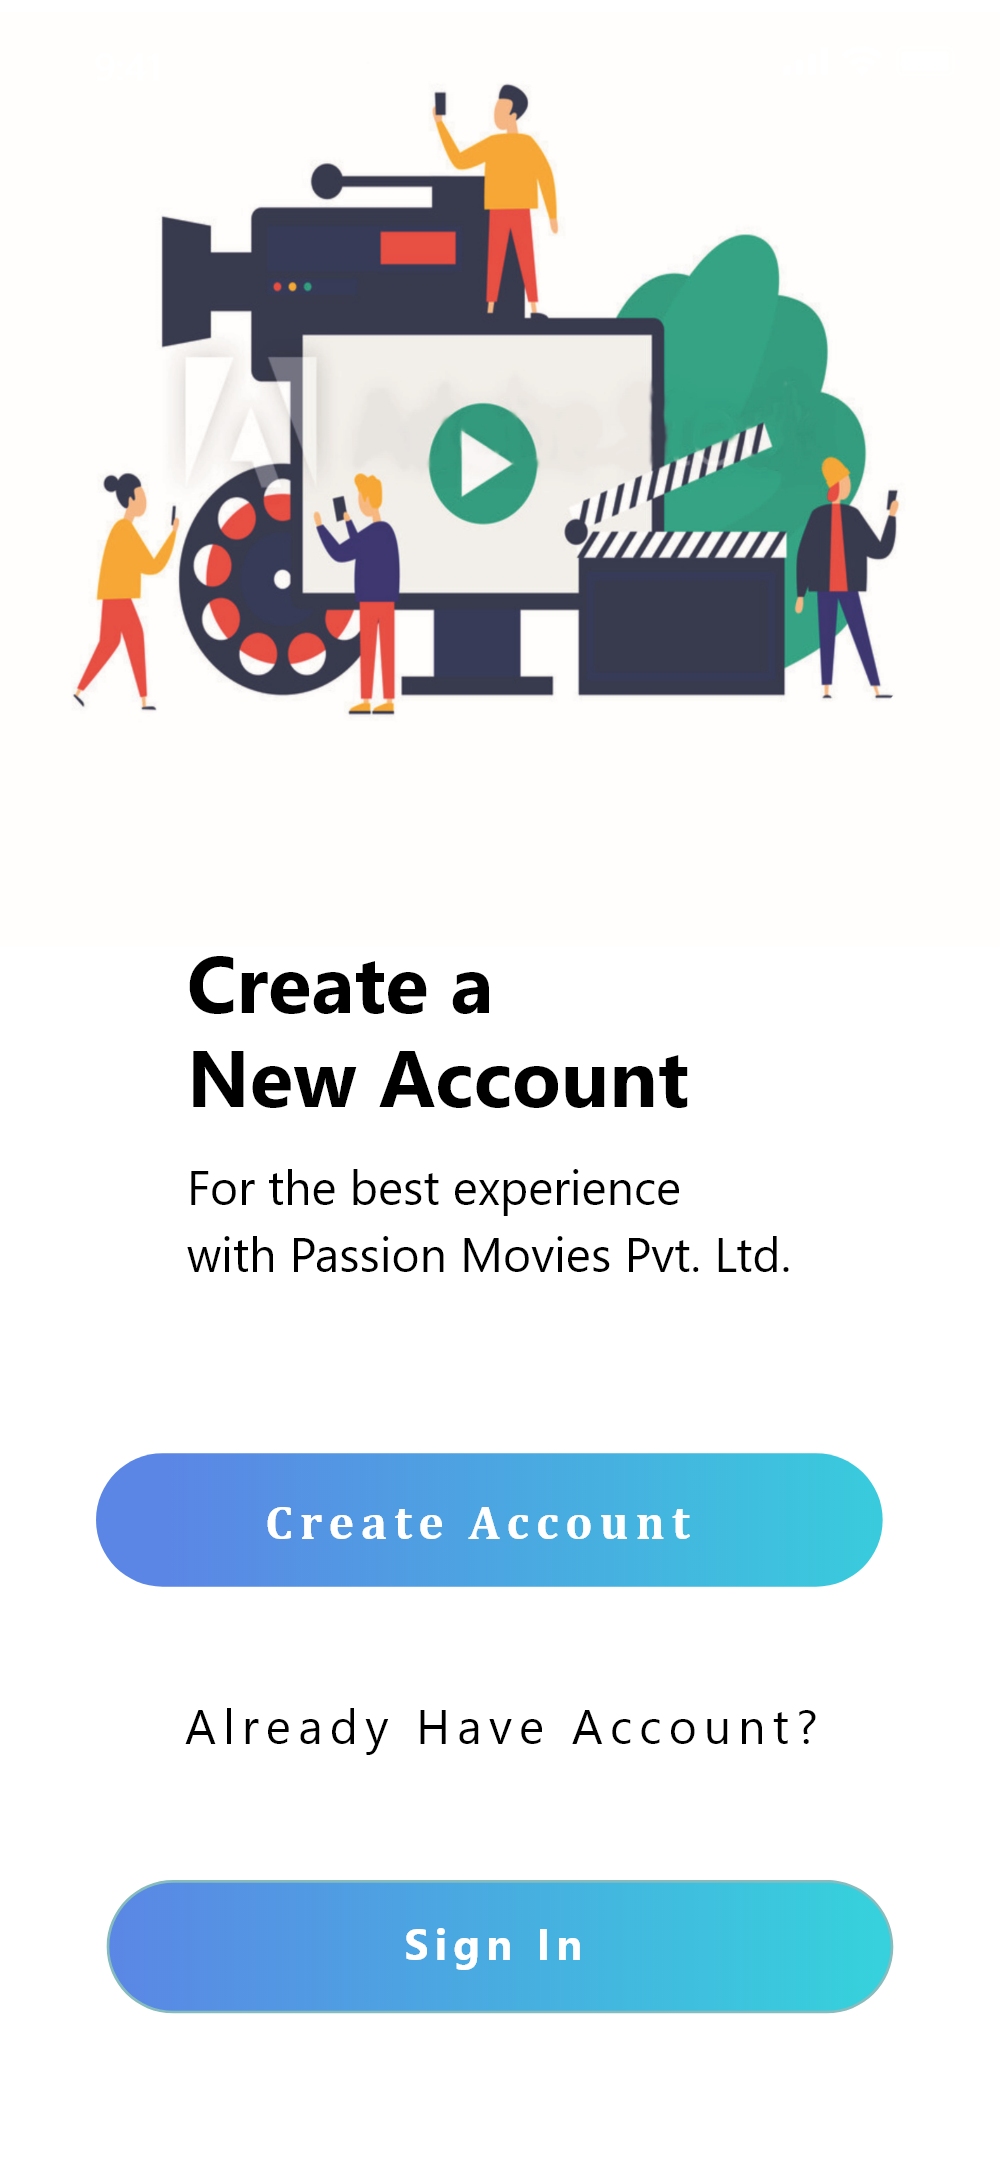 Create a
New Account
For the best experience
with Passion Movies Pvt. Ltd.
Create Account
Already Have Account?
Sign In